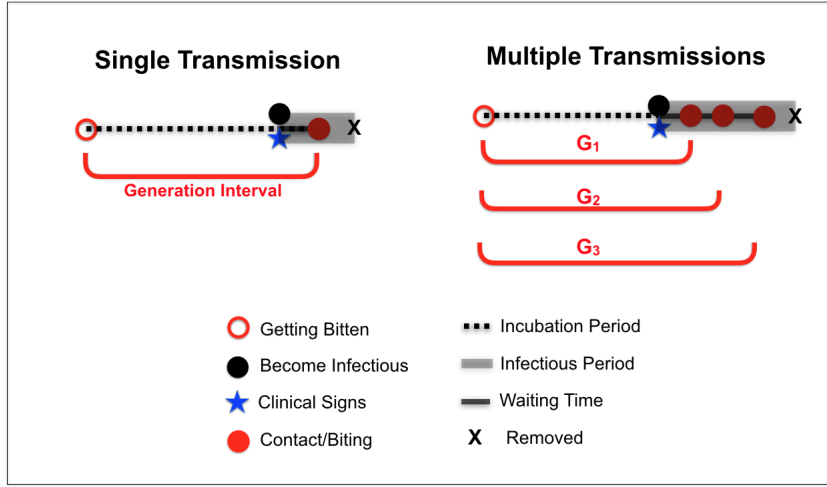 Single Transmission
Multiple Transmissions
X
X
Generation Interval
G1
G2
G3
Getting Bitten
Become Infectious
Clinical Signs
Contact/Biting
Incubation Period
Infectious Period
Waiting Time
X Removed